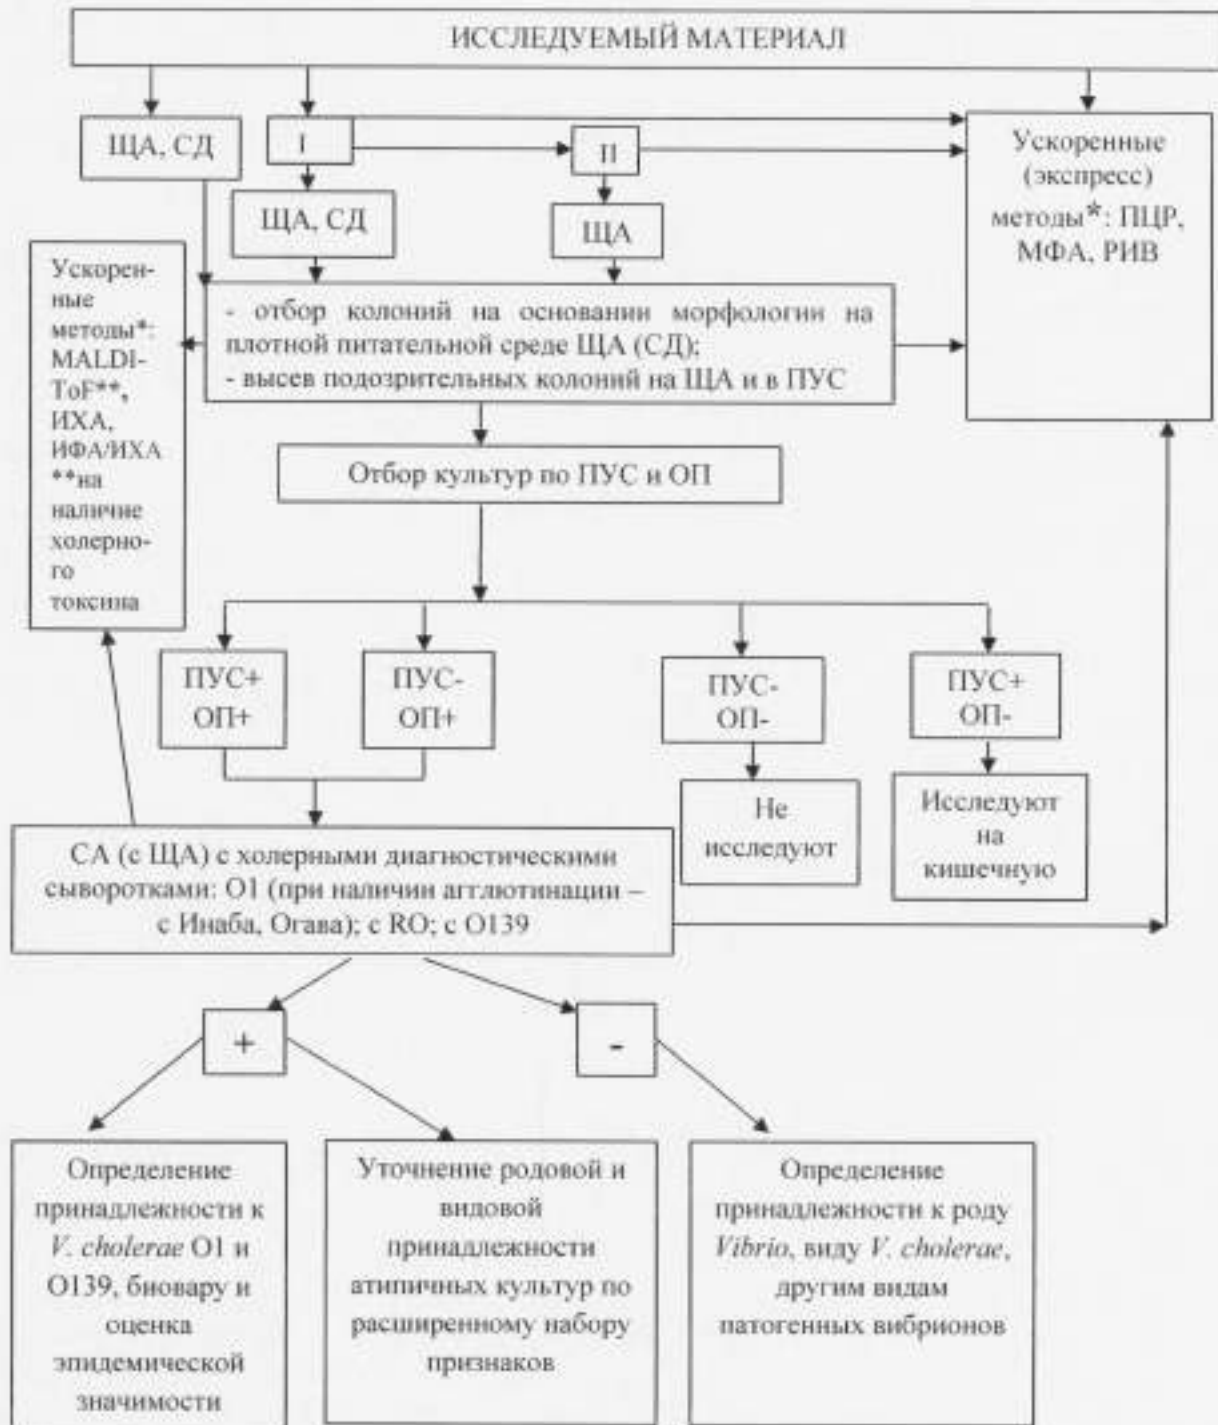 ИССЛЕДУЕМЫЙ МАТЕРИАЛ
ЩА, СД
I
II
ЩА, СД
ЩА
Ускоренные
(экспресс)
методы*: ПЦР,
МФА, РИВ
Ускорен-
ные
методы*:
MALDI-
ToF**,
ИХА,
ИФА/ИХА
**на
наличие
холерно-
го
токсина
- отбор колоний на основании морфологии на
плотной питательной среде ЩА (СД);
- высев подозрительных колоний на ЩА и в ПУС
Отбор культур по ПУС и ОП
ПУС+
ОП+
ПУС-
ОП+
ПУС-
ОП-
ПУС+
ОП-
Не
исследуют
Исследуют
на
кишечную
СА (с ЩА) с холерными диагностическими
сыворотками: О1 (при наличии агглютинации –
с Инаба, Огава); с RO; с О139
+
-
Определение
принадлежности к
V. cholerae О1 и
О139, биовару и
оценка
эпидемической
значимости
Уточнение родовой и
видовой
принадлежности
атипичных культур по
расширенному набору
признаков
Определение
принадлежности к роду
Vibrio, виду V. cholerae,
другим видам
патогенных вибрионов